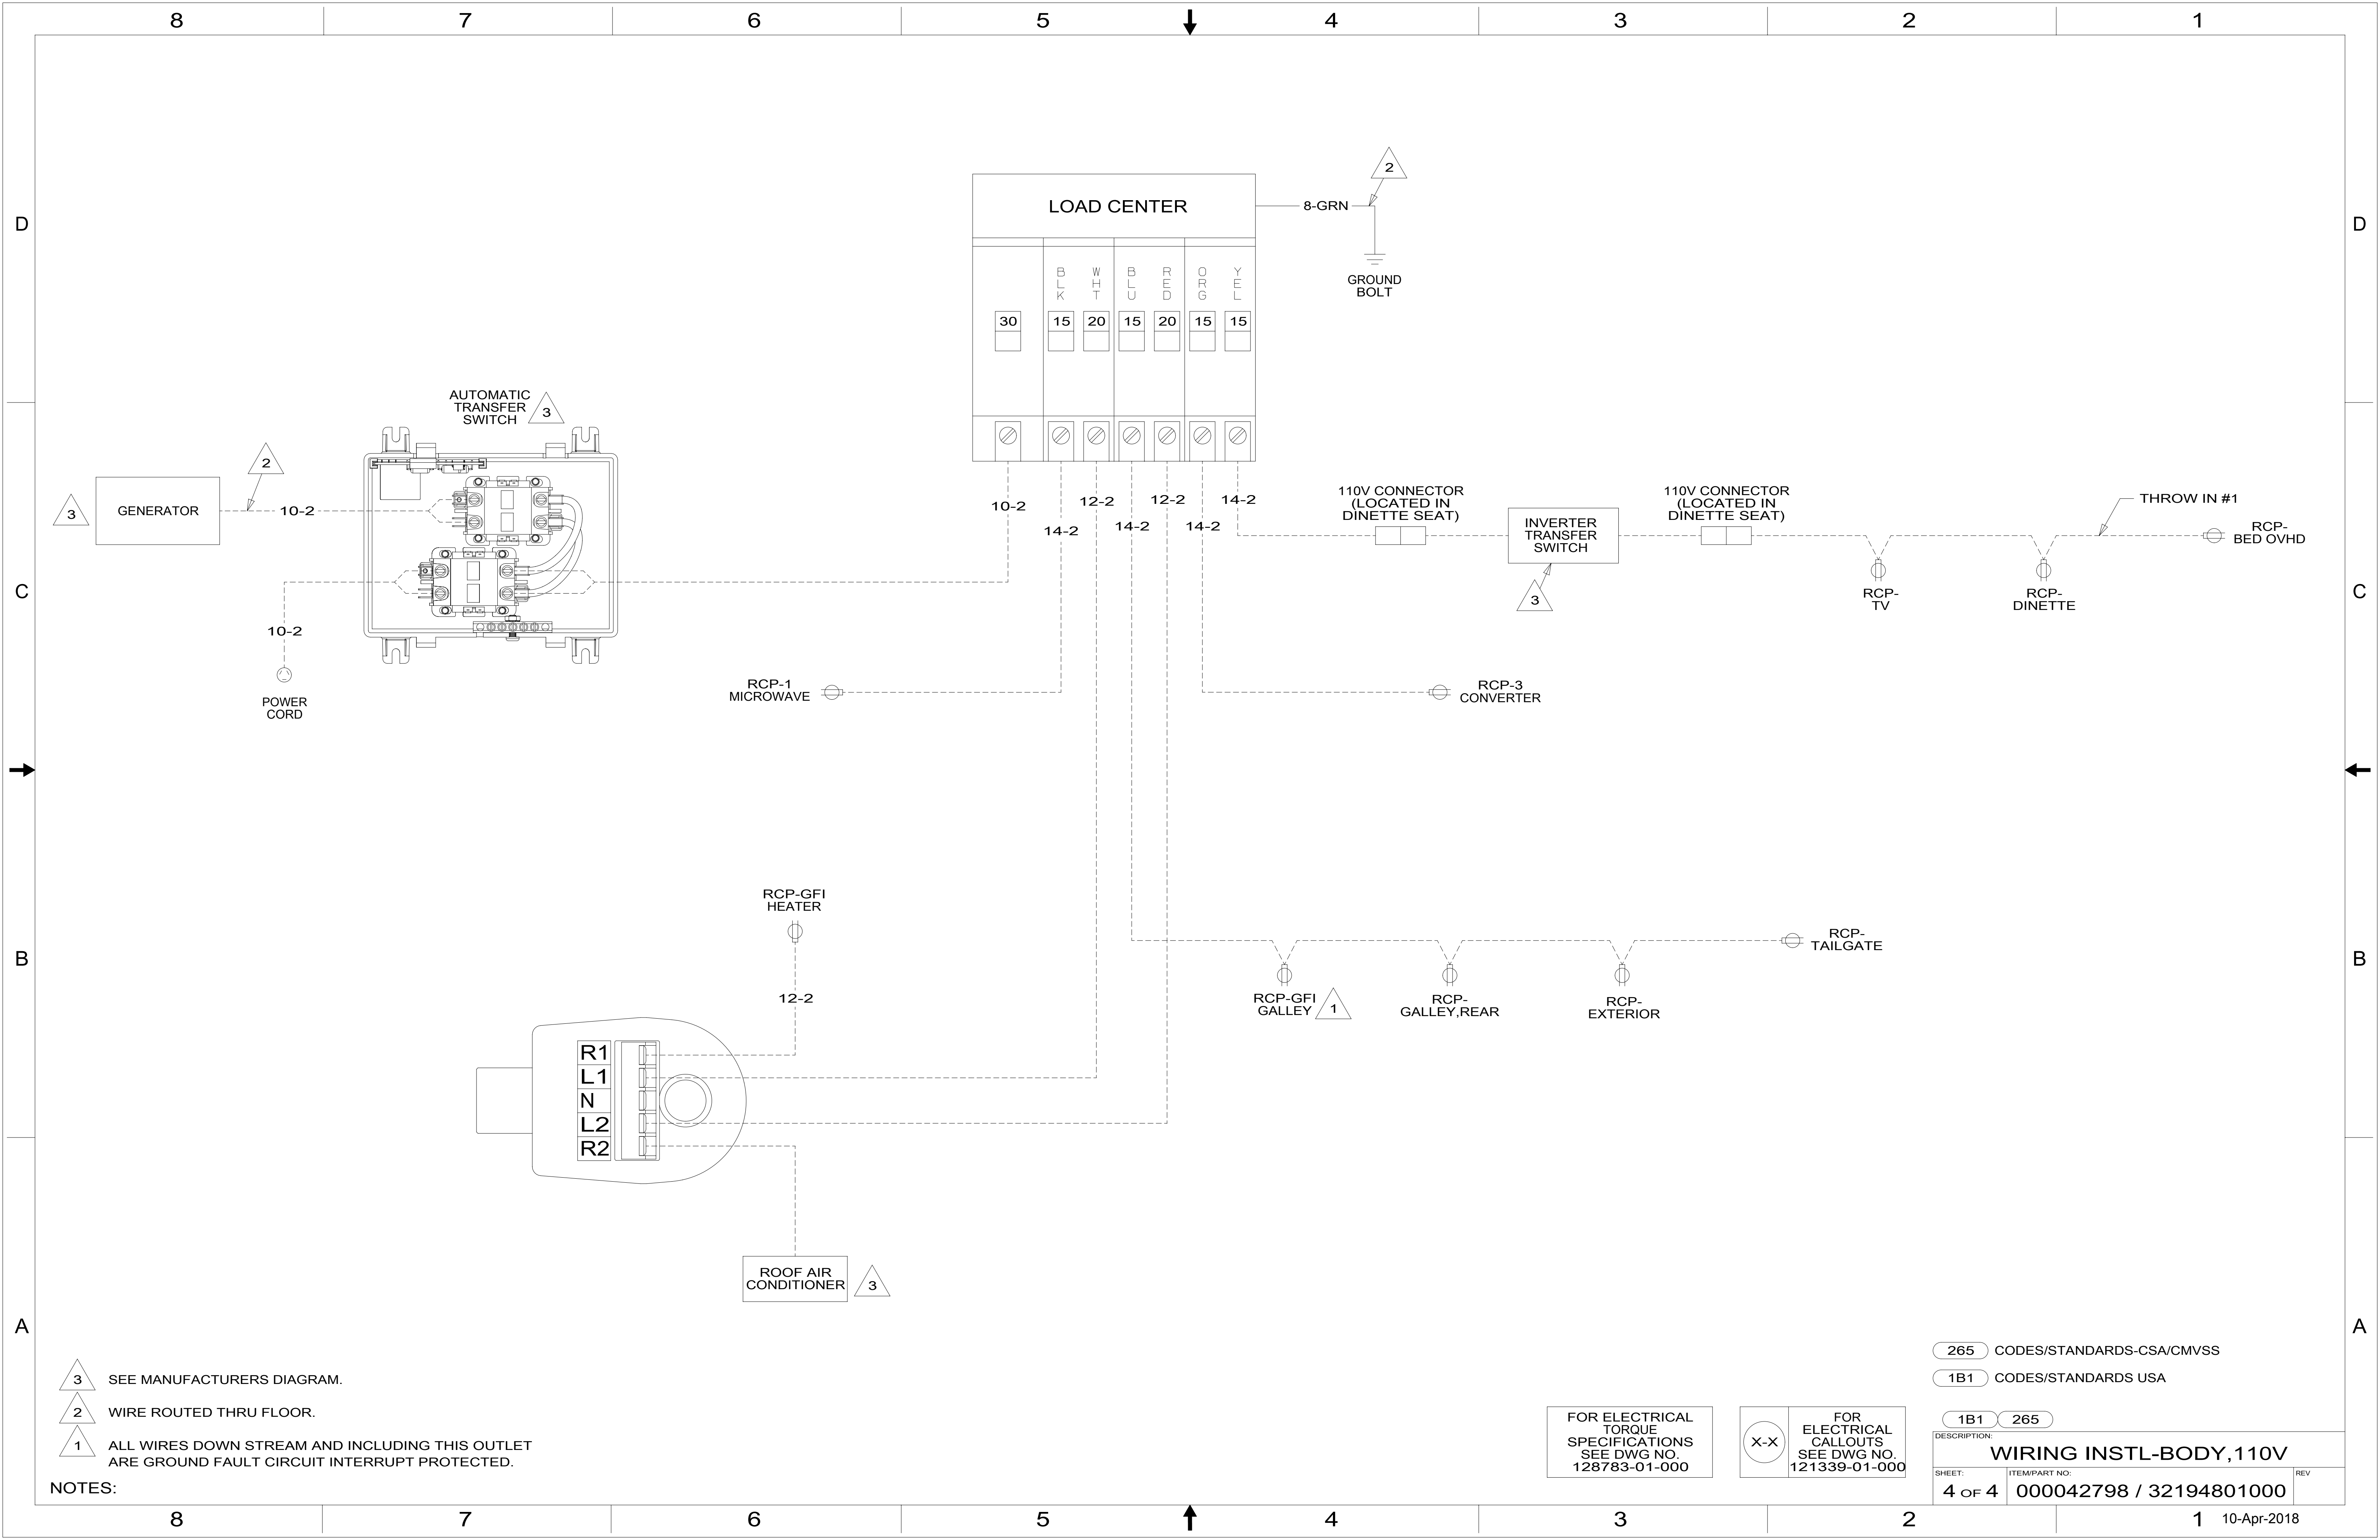 8 7 6 5 4 3 2 1
D
D
LOAD CENTER
2
8-GRN
GROUND
BOLT
BLK
WHT
BLU
RED
ORG
YEL
30 15 20 15 20 15 15
AUTOMATIC
TRANSFER
SWITCH
3
2
3
GENERATOR
10-2
10-2
POWER
CORD
10-2
14-2
12-2
14-2
12-2
14-2
14-2
110V CONNECTOR
(LOCATED IN
DINETTE SEAT)
INVERTER
TRANSFER
SWITCH
3
110V CONNECTOR
(LOCATED IN
DINETTE SEAT)
THROW IN #1
RCP-
BED OVHD
RCP-
TV
RCP-
DINETTE
C
C
RCP-1
MICROWAVE
RCP-3
CONVERTER
RCP-GFI
HEATER
12-2
B
B
RCP-
TAILGATE
RCP-GFI
GALLEY
1
RCP-
GALLEY,REAR
RCP-
EXTERIOR
R1
L1
N
L2
R2
ROOF AIR
CONDITIONER
3
A
A
3 SEE MANUFACTURERS DIAGRAM.
2 WIRE ROUTED THRU FLOOR.
1 ALL WIRES DOWN STREAM AND INCLUDING THIS OUTLET
ARE GROUND FAULT CIRCUIT INTERRUPT PROTECTED.
NOTES:
FOR ELECTRICAL
TORQUE
SPECIFICATIONS
SEE DWG NO.
128783-01-000
X-X
FOR
ELECTRICAL
CALLOUTS
SEE DWG NO.
121339-01-000
265 CODES/STANDARDS-CSA/CMVSS
1B1 CODES/STANDARDS USA
1B1 265
DESCRIPTION:
WIRING INSTL-BODY,110V
SHEET: ITEM/PART NO: REV
4 OF 4 000042798 / 32194801000
8 7 6 5 4 3 2 1
10-Apr-2018